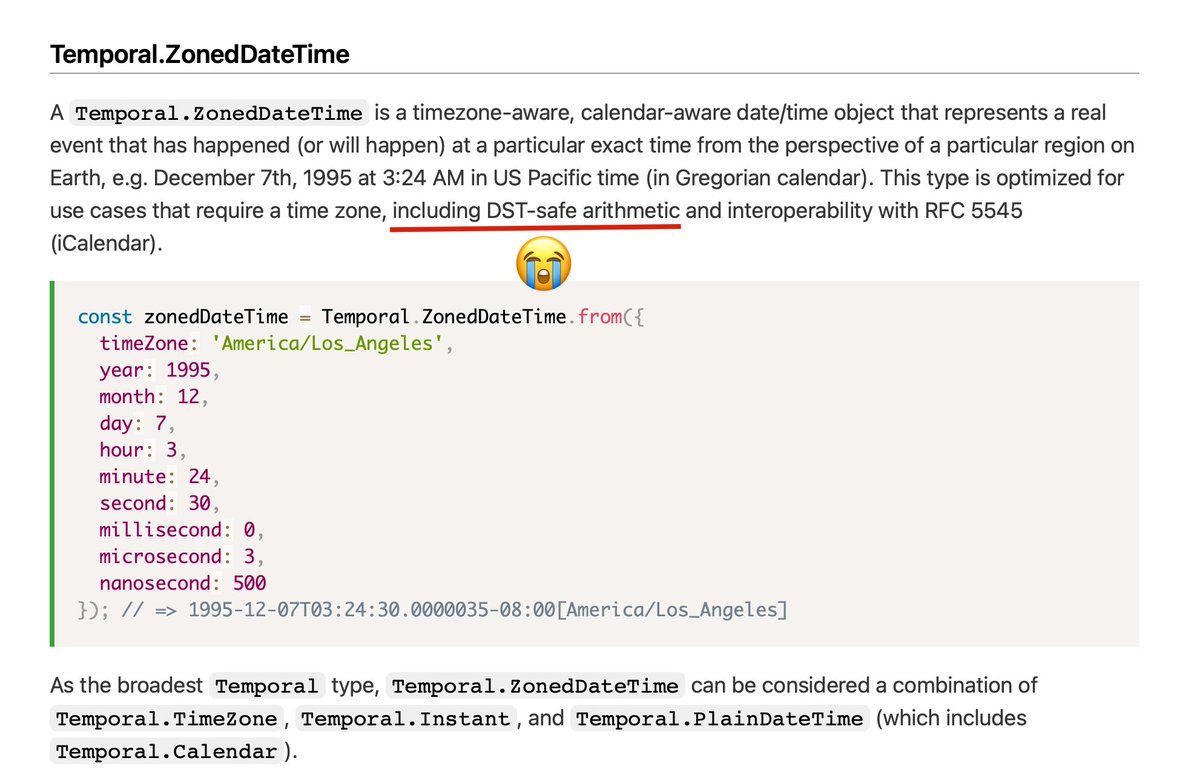 Temporal.ZonedDateTime
A Temporal.ZonedDateTime is a timezone-aware, calendar-aware date/time object that represents a real
event that has happened (or will happen) at a particular exact time from the perspective of a particular region on
Earth, e.g. December 7th, 1995 at 3:24 AM in US Pacific time (in Gregorian calendar). This type is optimized for
use cases that require a time zone, including DST-safe arithmetic and interoperability with RFC 5545
(iCalendar).
const zonedDateTime = Temporal.ZonedDateTime.from({
  timeZone: 'America/Los_Angeles',
  year: 1995,
  month: 12,
  day: 7,
  hour: 3,
  minute: 24,
  second: 30,
  millisecond: 0,
  microsecond: 3,
  nanosecond: 500
}); // => 1995-12-07T03:24:30.0000035-08:00[America/Los_Angeles]
As the broadest Temporal type, Temporal.ZonedDateTime can be considered a combination of
Temporal.TimeZone, Temporal.Instant, and Temporal.PlainDateTime (which includes
Temporal.Calendar).